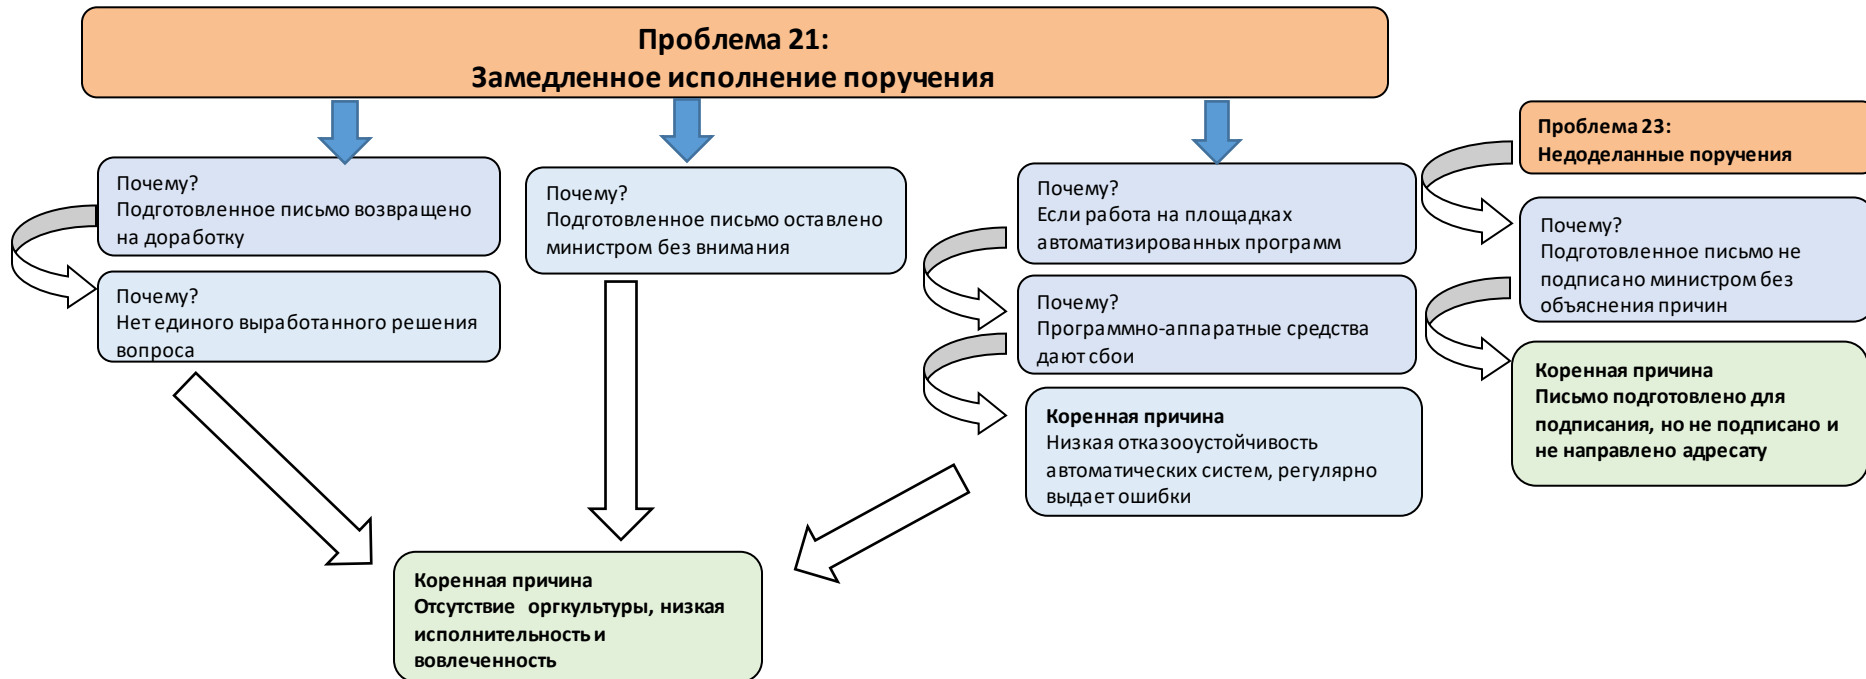 Проблема 21:
Замедленное исполнение поручения
Почему?
Подготовленное письмо возвращено
на доработку
Почему?
Нет единого выработанного решения
вопроса
Почему?
Подготовленное письмо оставлено
министром без внимания
Почему?
Если работа на площадках
автоматизированных программ
Почему?
Программно-аппаратные средства
дают сбои
Коренная причина
Низкая отказооустойчивость
автоматических систем, регулярно
выдает ошибки
Проблема 23:
Недоделанные поручения
Почему?
Подготовленное письмо не
подписано министром без
объяснения причин
Коренная причина
Письмо подготовлено для
подписания, но не подписано и
не направлено адресату
Коренная причина
Отсутствие оргкультуры, низкая
исполнительность и
вовлеченность